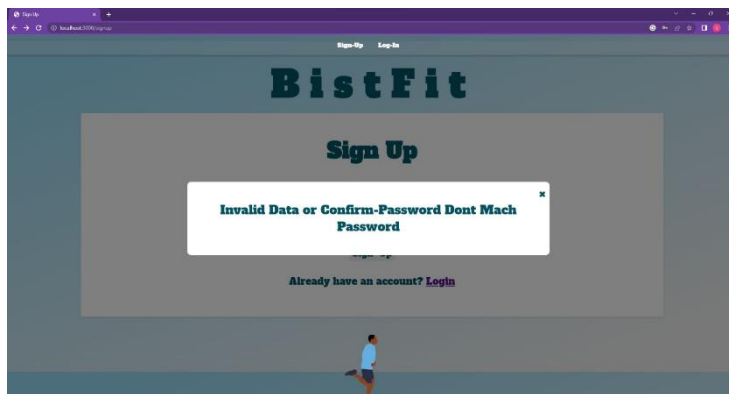 Sign Up
localhost:3000/signup
Sign-Up Log-In
BistFit
Sign Up
Invalid Data or Confirm-Password Dont Mach
Password
Already have an account? Login